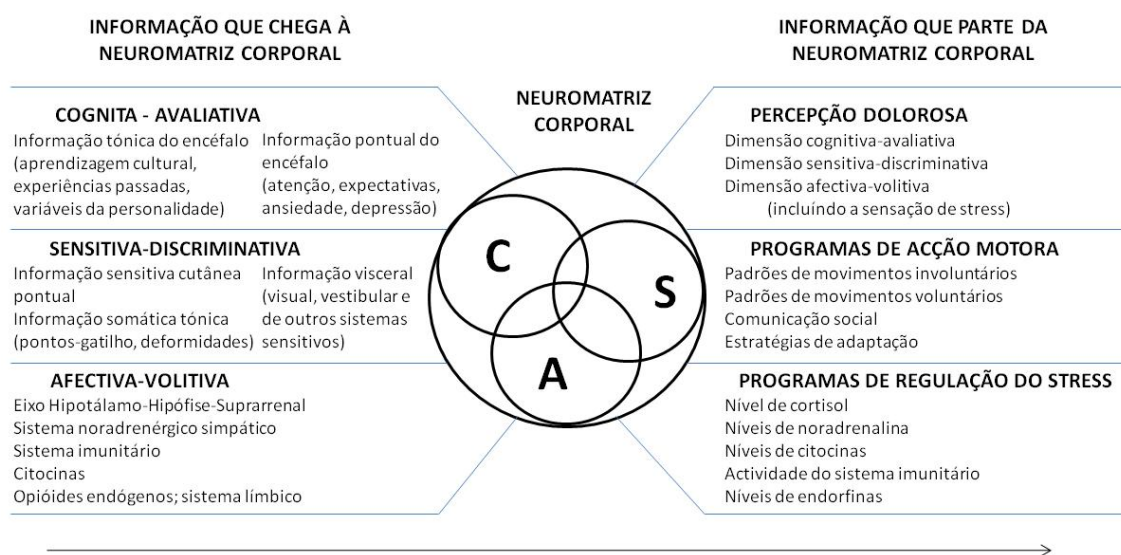 INFORMAÇÃO QUE CHEGA À
NEUROMATRIZ CORPORAL
COGNITA - AVALIATIVA
Informação tónica do encéfalo
(aprendizagem cultural,
experiências passadas,
variáveis da personalidade)
Informação pontual do
encéfalo
(atenção, expectativas,
ansiedade, depressão)
SENSITIVA-DISCRIMINATIVA
Informação sensitiva cutânea
pontual
Informação somática tónica
(pontos-gatilho, deformidades)
Informação visceral
(visual, vestibular e
de outros sistemas
sensitivos)
AFECTIVA-VOLITIVA
Eixo Hipotálamo-Hipófise-Suprarrenal
Sistema noradrenérgico simpático
Sistema imunitário
Citocinas
Opióides endógenos; sistema límbico
NEUROMATRIZ
CORPORAL
C
S
A
INFORMAÇÃO QUE PARTE DA
NEUROMATRIZ CORPORAL
PERCEPÇÃO DOLOROSA
Dimensão cognitiva-avaliativa
Dimensão sensitiva-discriminativa
Dimensão afectiva-volitiva
(incluíndo a sensação de stress)
PROGRAMAS DE ACÇÃO MOTORA
Padrões de movimentos involuntários
Padrões de movimentos voluntários
Comunicação social
Estratégias de adaptação
PROGRAMAS DE REGULAÇÃO DO STRESS
Nível de cortisol
Níveis de noradrenalina
Níveis de citocinas
Actividade do sistema imunitário
Níveis de endorfinas